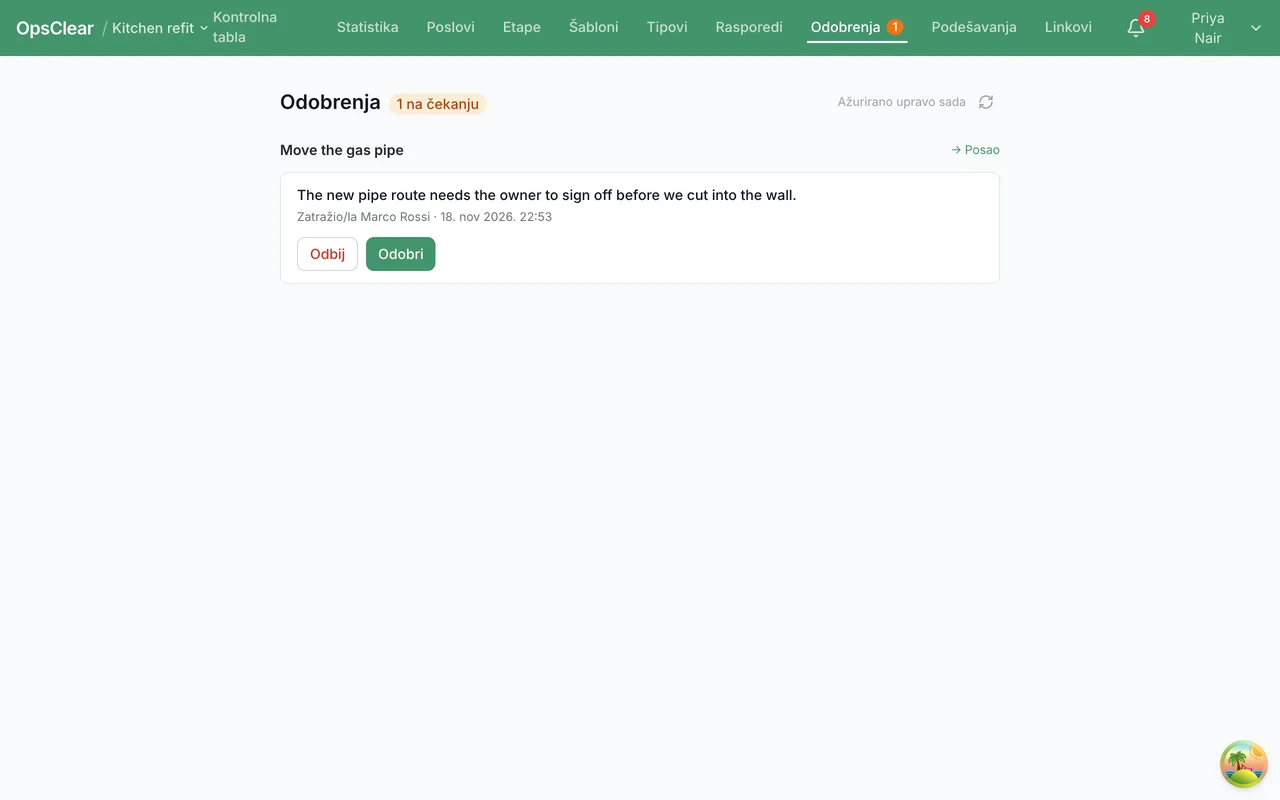 OpsClear / Kitchen refit
Kontrolna
tabla
Statistika
Poslovi
Etape
Šabloni
Tipovi
Rasporedi
Odobrenja 1
Podešavanja
Linkovi
8
Priya
Nair
Odobrenja 1 na čekanju
Ažurirano upravo sada
Move the gas pipe
→ Posao
The new pipe route needs the owner to sign off before we cut into the wall.
Zatražio/la Marco Rossi · 18. nov 2026. 22:53
Odbij
Odobri